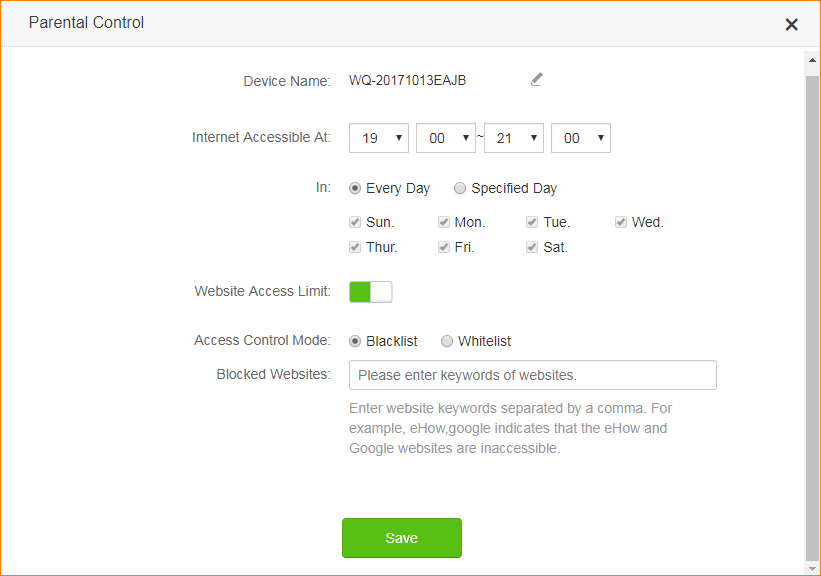 Parental Control
Device Name: WQ-20171013EAJB
Internet Accessible At: 19 00 ~ 21 00
In: Every Day Specified Day
Sun. Mon. Tue. Wed.
Thur. Fri. Sat.
Website Access Limit:
Access Control Mode: Blacklist Whitelist
Blocked Websites: Please enter keywords of websites.
Enter website keywords separated by a comma. For
example, eHow,google indicates that the eHow and
Google websites are inaccessible.
Save